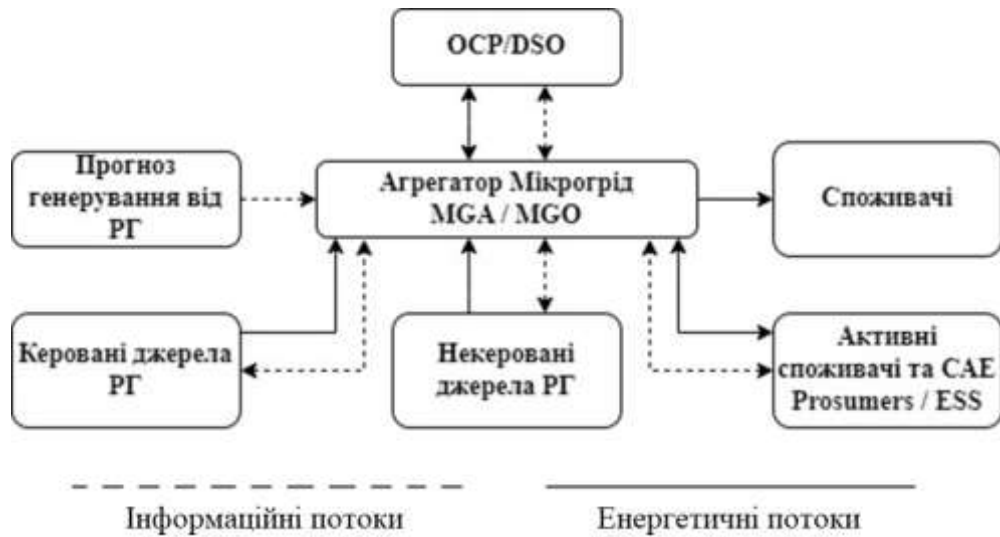 ОСР/DSO
Прогноз
генерування від
РГ
Агрегатор Мікрогрід
MGA / MGO
Споживачі
Керовані джерела
РГ
Некеровані
джерела РГ
Активні
споживачі та САЕ
Prosumers / ESS
Інформаційні потоки
Енергетичні потоки